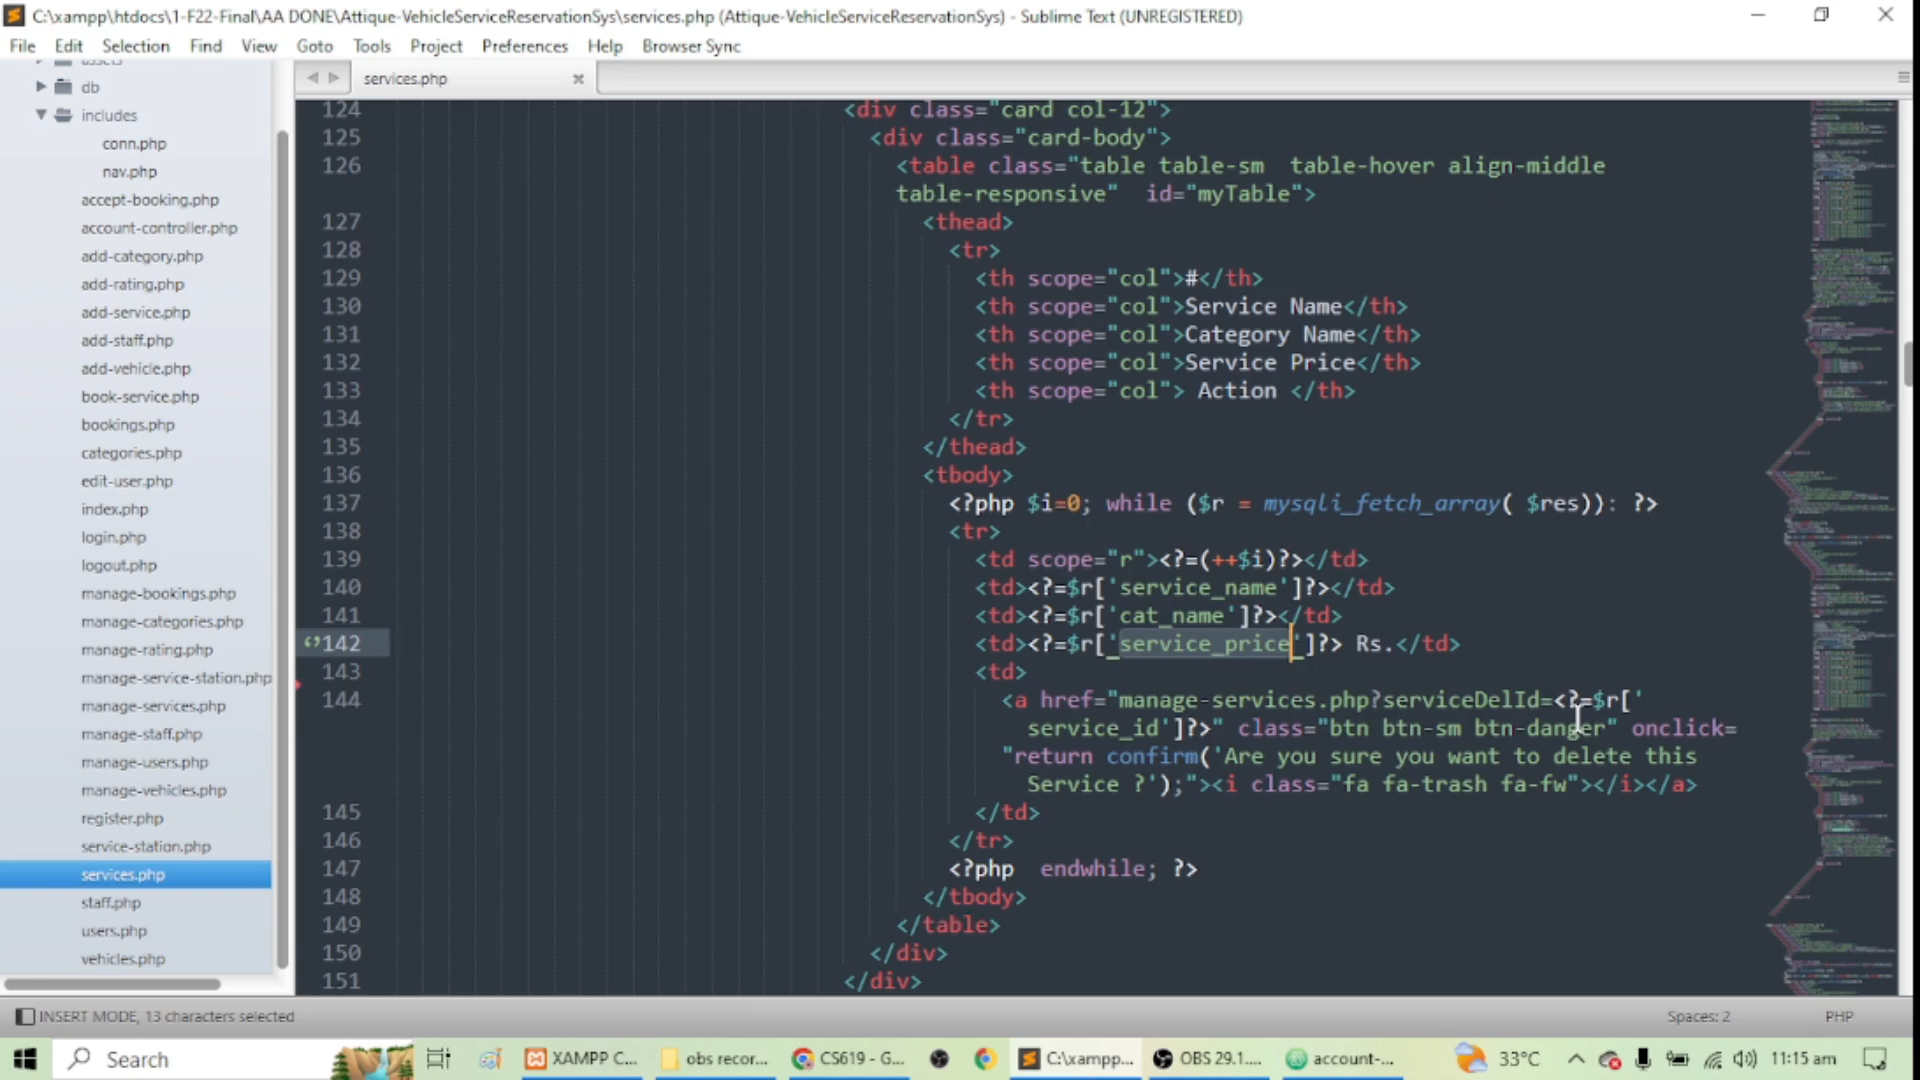 C:\xampp\htdocs\1-F22-Final\AA DONE\Attique-VehicleServiceReservationSys\services.php (Attique-VehicleServiceReservationSys) - Sublime Text (UNREGISTERED)
File Edit Selection Find View Goto Tools Project Preferences Help Browser Sync
assets
db
includes
conn.php
nav.php
accept-booking.php
account-controller.php
add-category.php
add-rating.php
add-service.php
add-staff.php
add-vehicle.php
book-service.php
bookings.php
categories.php
edit-user.php
index.php
login.php
logout.php
manage-bookings.php
manage-categories.php
manage-rating.php
manage-service-station.php
manage-services.php
manage-staff.php
manage-users.php
manage-vehicles.php
register.php
service-station.php
services.php
staff.php
users.php
vehicles.php
services.php
124 <div class="card col-12">
125 <div class="card-body">
126 <table class="table table-sm  table-hover align-middle
table-responsive"  id="myTable">
127 <thead>
128 <tr>
129 <th scope="col">#</th>
130 <th scope="col">Service Name</th>
131 <th scope="col">Category Name</th>
132 <th scope="col">Service Price</th>
133 <th scope="col"> Action </th>
134 </tr>
135 </thead>
136 <tbody>
137 <?php $i=0; while ($r = mysqli_fetch_array( $res)): ?>
138 <tr>
139 <td scope="r"><?=(++$i)?></td>
140 <td><?=$r['service_name']?></td>
141 <td><?=$r['cat_name']?></td>
142 <td><?=$r['service_price']?> Rs.</td>
143 <td>
144 <a href="manage-services.php?serviceDelId=<?=$r['
service_id']?>" class="btn btn-sm btn-danger" onclick=
"return confirm('Are you sure you want to delete this
Service ?');"><i class="fa fa-trash fa-fw"></i></a>
145 </td>
146 </tr>
147 <?php  endwhile; ?>
148 </tbody>
149 </table>
150 </div>
151 </div>
INSERT MODE, 13 characters selected
Spaces: 2 PHP
Search XAMPP C... obs recor... CS619 - G... C:\xampp... OBS 29.1.... account-... 33°C 11:15 am